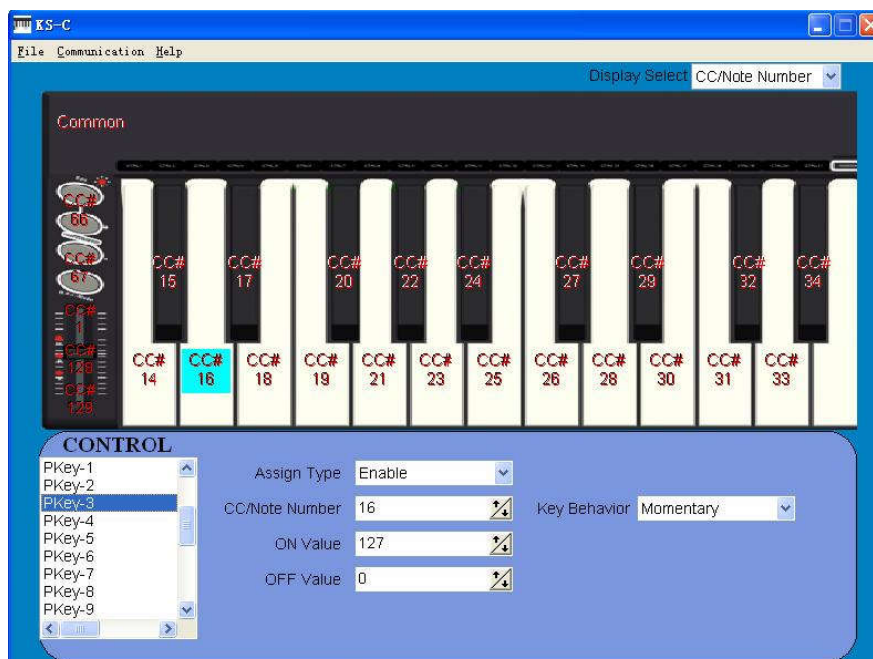 KS-C
File Communication Help
Display Select CC/Note Number
Common
CC#
66
CC#
67
CC#
1
CC#
128
CC#
129
CC# CC# CC# CC# CC# CC# CC# CC# CC#
15 17 20 22 24 27 29 32 34
CC# CC# CC# CC# CC# CC# CC# CC# CC# CC# CC# CC#
14 16 18 19 21 23 25 26 28 30 31 33
CONTROL
PKey-1
PKey-2
PKey-3
PKey-4
PKey-5
PKey-6
PKey-7
PKey-8
PKey-9
Assign Type Enable
CC/Note Number 16 Key Behavior Momentary
ON Value 127
OFF Value 0